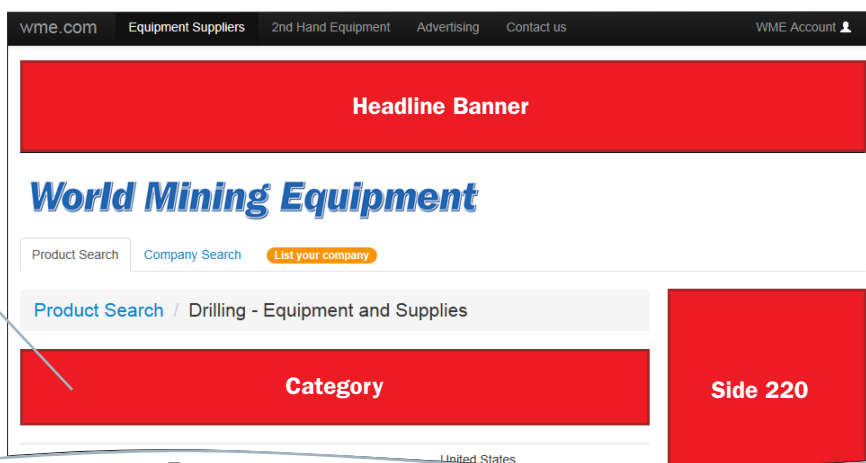 wme.com Equipment Suppliers 2nd Hand Equipment Advertising Contact us WME Account
Headline Banner
World Mining Equipment
Product Search Company Search List your company
Product Search / Drilling - Equipment and Supplies
Category
Side 220
United States